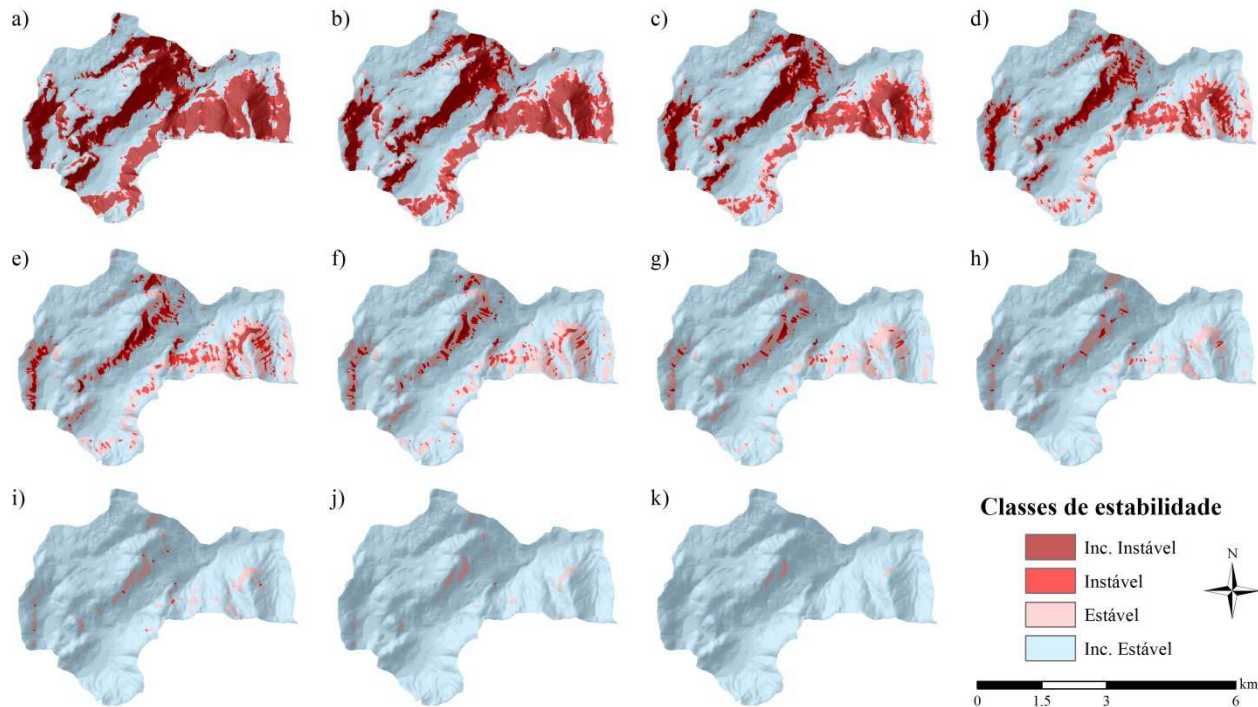 a)
b)
c)
d)
e)
f)
g)
h)
i)
j)
k)
Classes de estabilidade
Inc. Instável
Instável
Estável
Inc. Estável
N
km
0 1.5 3 6